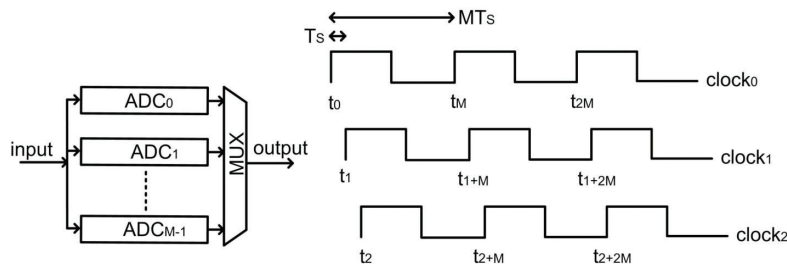 input
ADC0
ADC1
ADCM-1
MUX
output
MTS
TS
t0
tM
t2M
clock0
t1
t1+M
t1+2M
clock1
t2
t2+M
t2+2M
clock2